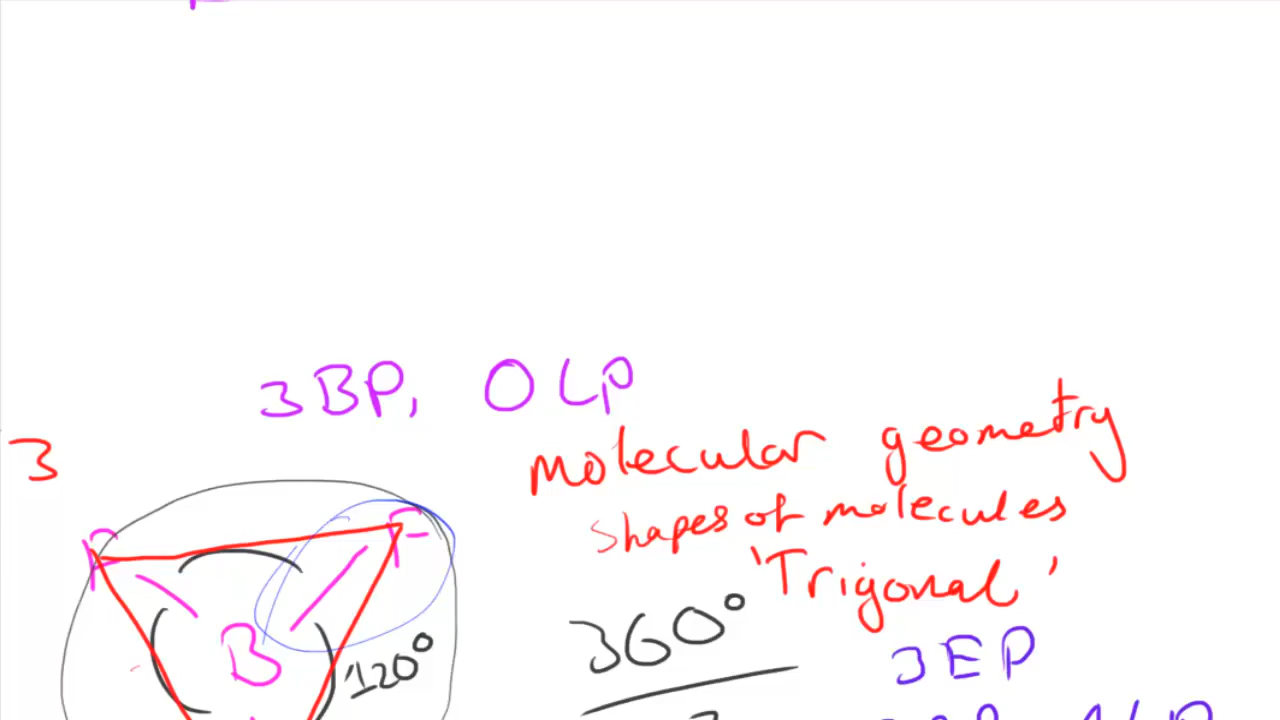 3BP, 0LP
3
molecular geometry
shapes of molecules
'Trigonal'
F F
B
120°
360°
3EP